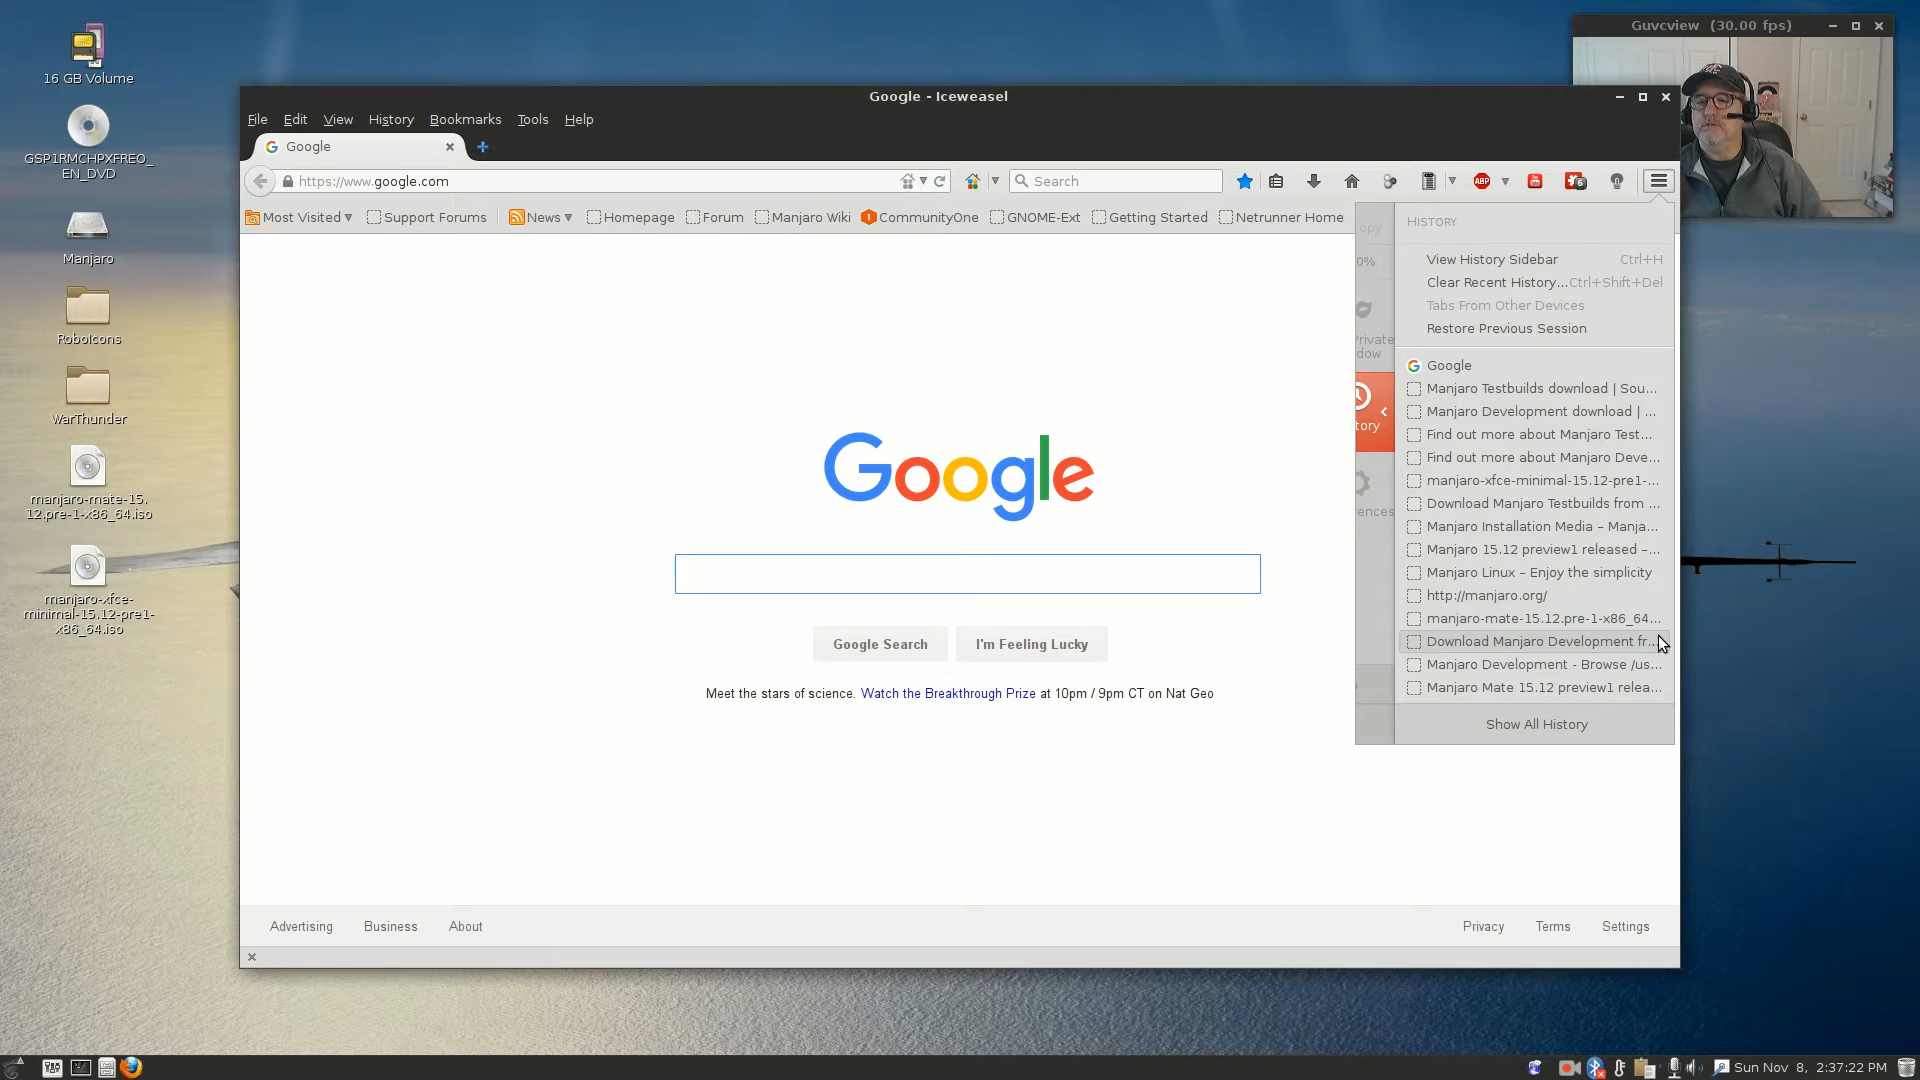 16 GB Volume
GSP1RMCHPXFREO_
EN_DVD
Manjaro
RoboIcons
WarThunder
manjaro-mate-15.
12.pre-1-x86_64.iso
manjaro-xfce-
minimal-15.12-pre1-
x86_64.iso
Guvcview (30.00 fps)
Google - Iceweasel
File Edit View History Bookmarks Tools Help
Google
https://www.google.com
Search
ABP
6
Most Visited
Support Forums
News
Homepage
Forum
Manjaro Wiki
CommunityOne
GNOME-Ext
Getting Started
Netrunner Home
opy
0%
Private
dow
tory
ences
HISTORY
View History Sidebar Ctrl+H
Clear Recent History... Ctrl+Shift+Del
Tabs From Other Devices
Restore Previous Session
Google
Manjaro Testbuilds download | Sou...
Manjaro Development download | ...
Find out more about Manjaro Test...
Find out more about Manjaro Deve...
manjaro-xfce-minimal-15.12-pre1-...
Download Manjaro Testbuilds from ...
Manjaro Installation Media – Manja...
Manjaro 15.12 preview1 released –...
Manjaro Linux – Enjoy the simplicity
http://manjaro.org/
manjaro-mate-15.12.pre-1-x86_64...
Download Manjaro Development fr...
Manjaro Development - Browse /us...
Manjaro Mate 15.12 preview1 relea...
Show All History
Google
Google Search
I'm Feeling Lucky
Meet the stars of science. Watch the Breakthrough Prize at 10pm / 9pm CT on Nat Geo
Advertising Business About
Privacy Terms Settings
Sun Nov 8, 2:37:22 PM